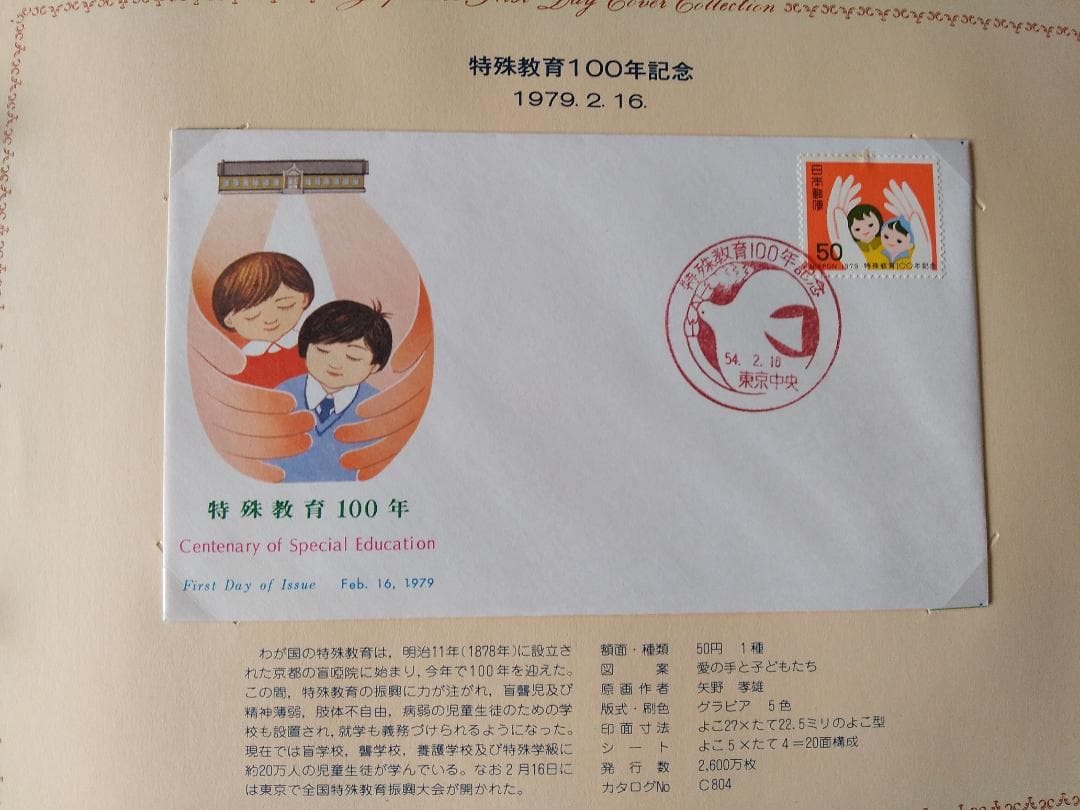 First Day Cover Collection
特殊教育100年記念
1979. 2. 16.
日本郵便
50
NIPPON 1979 特殊教育100年記念
特殊教育100年記念
54. 2. 16
東京中央
特殊教育100年
Centenary of Special Education
First Day of Issue Feb. 16, 1979
わが国の特殊教育は，明治11年(1878年)に設立さ
れた京都の盲啞院に始まり，今年で100年を迎えた。
この間，特殊教育の振興に力が注がれ，盲聾児及び
精神薄弱，肢体不自由，病弱の児童生徒のための学
校も設置され，就学も義務づけられるようになった。
現在では盲学校，聾学校，養護学校及び特殊学級に
約20万人の児童生徒が学んでいる。なお2月16日に
は東京で全国特殊教育振興大会が開かれた。
額面・種類 50円 1種
図案 愛の手と子どもたち
原画作者 矢野 孝雄
版式・刷色 グラビア 5色
印面寸法 よこ27×たて22.5ミリのよこ型
シート よこ5×たて4＝20面構成
発行数 2,600万枚
カタログNo C804